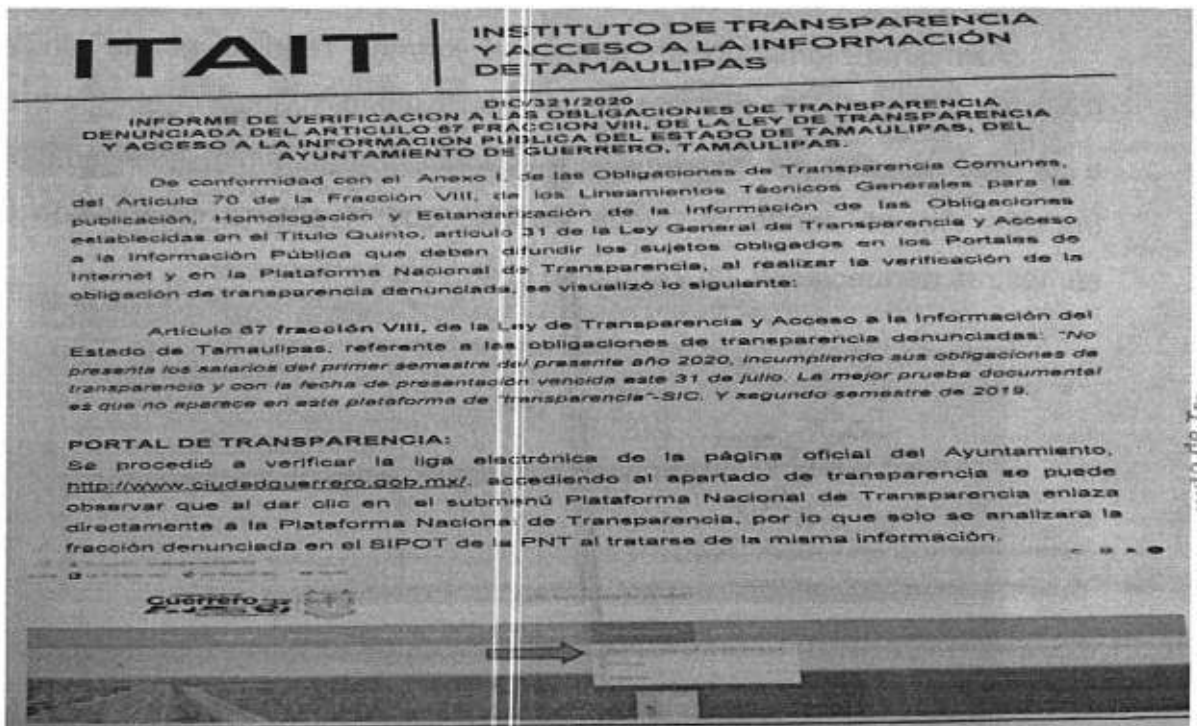 ITAIT
INSTITUTO DE TRANSPARENCIA
Y ACCESO A LA INFORMACIÓN
DE TAMAULIPAS
DIO/321/2020
INFORME DE VERIFICACION A LAS OBLIGACIONES DE TRANSPARENCIA
DENUNCIADA DEL ARTICULO 67 FRACCION VIII, DE LA LEY DE TRANSPARENCIA
Y ACCESO A LA INFORMACION PUBLICA DEL ESTADO DE TAMAULIPAS, DEL
AYUNTAMIENTO DE GUERRERO, TAMAULIPAS.
De conformidad con el Anexo I, de las Obligaciones de Transparencia Comunes,
del Artículo 70 de la Fracción VIII, de los Lineamientos Técnicos Generales para la
publicación, Homologación y Estandarización de la Información de las Obligaciones
establecidas en el Titulo Quinto, artículo 31 de la Ley General de Transparencia y Acceso
a la Información Pública que deben difundir los sujetos obligados en los Portales de
Internet y en la Plataforma Nacional de Transparencia, al realizar la verificación de la
obligación de transparencia denunciada, se visualizó lo siguiente:
Artículo 67 fracción VIII, de la Ley de Transparencia y Acceso a la Información del
Estado de Tamaulipas, referente a las obligaciones de transparencia denunciadas: "No
presenta los salarios del primer semestre del presente año 2020, incumpliendo sus obligaciones de
transparencia y con la fecha de presentación vencida este 31 de julio. La mejor prueba documental
es que no aparece en esta plataforma de "transparencia"-SIC. Y segundo semestre de 2019.
PORTAL DE TRANSPARENCIA:
Se procedió a verificar la liga electrónica de la página oficial del Ayuntamiento,
http://www.ciudadguerrero.gob.mx/, accediendo al apartado de transparencia se puede
observar que al dar clic en el submenú Plataforma Nacional de Transparencia enlaza
directamente a la Plataforma Nacional de Transparencia, por lo que solo se analizara la
fracción denunciada en el SIPOT de la PNT al tratarse de la misma información.
Guerrero